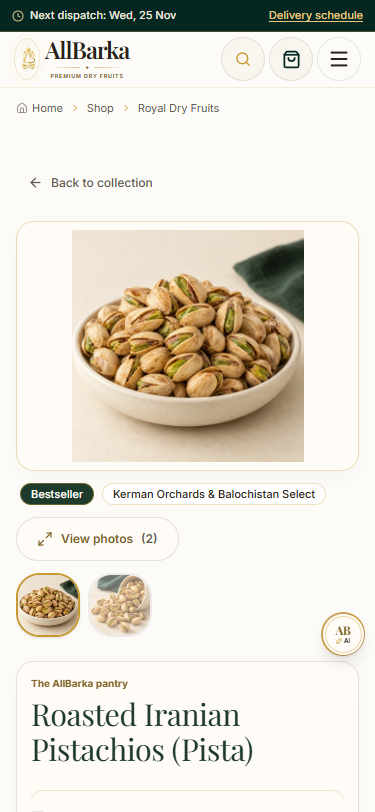 Next dispatch: Wed, 25 Nov
Delivery schedule
AllBarka
PREMIUM DRY FRUITS
Home
Shop
Royal Dry Fruits
Back to collection
Bestseller
Kerman Orchards & Balochistan Select
View photos (2)
AB
AI
The AllBarka pantry
Roasted Iranian
Pistachios (Pista)